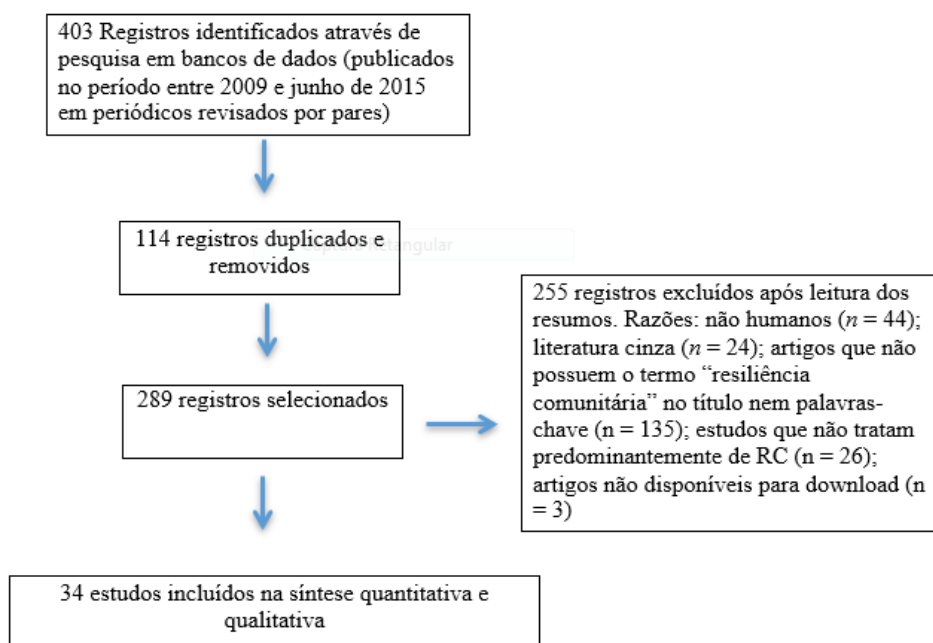 403 Registros identificados através de
pesquisa em bancos de dados (publicados
no período entre 2009 e junho de 2015
em periódicos revisados por pares)
114 registros duplicados e
removidos
289 registros selecionados
255 registros excluídos após leitura dos
resumos. Razões: não humanos (n = 44);
literatura cinza (n = 24); artigos que não
possuem o termo “resiliência
comunitária” no título nem palavras-
chave (n = 135); estudos que não tratam
predominantemente de RC (n = 26);
artigos não disponíveis para download (n
= 3)
34 estudos incluídos na síntese quantitativa e
qualitativa